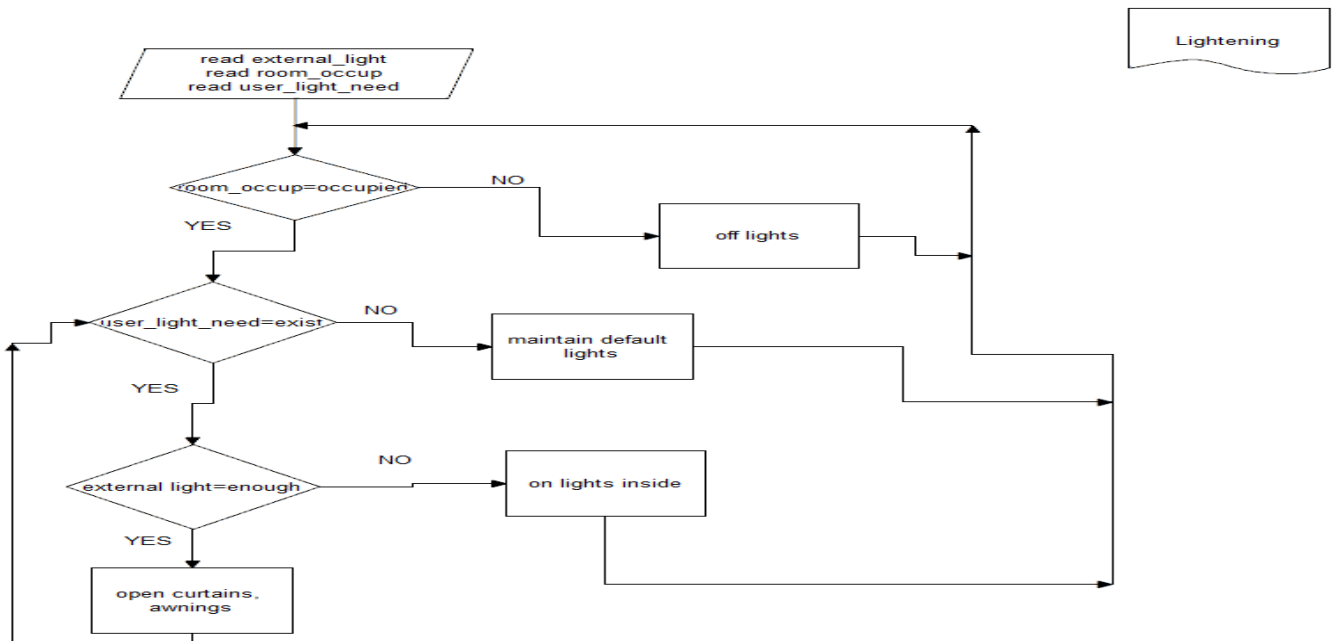 Lightening
read external_light
read room_occup
read user_light_need
room_occup=occupied
NO
YES
off lights
user_light_need=exist
NO
maintain default
lights
YES
external light=enough
NO
on lights inside
YES
open curtains,
awnings